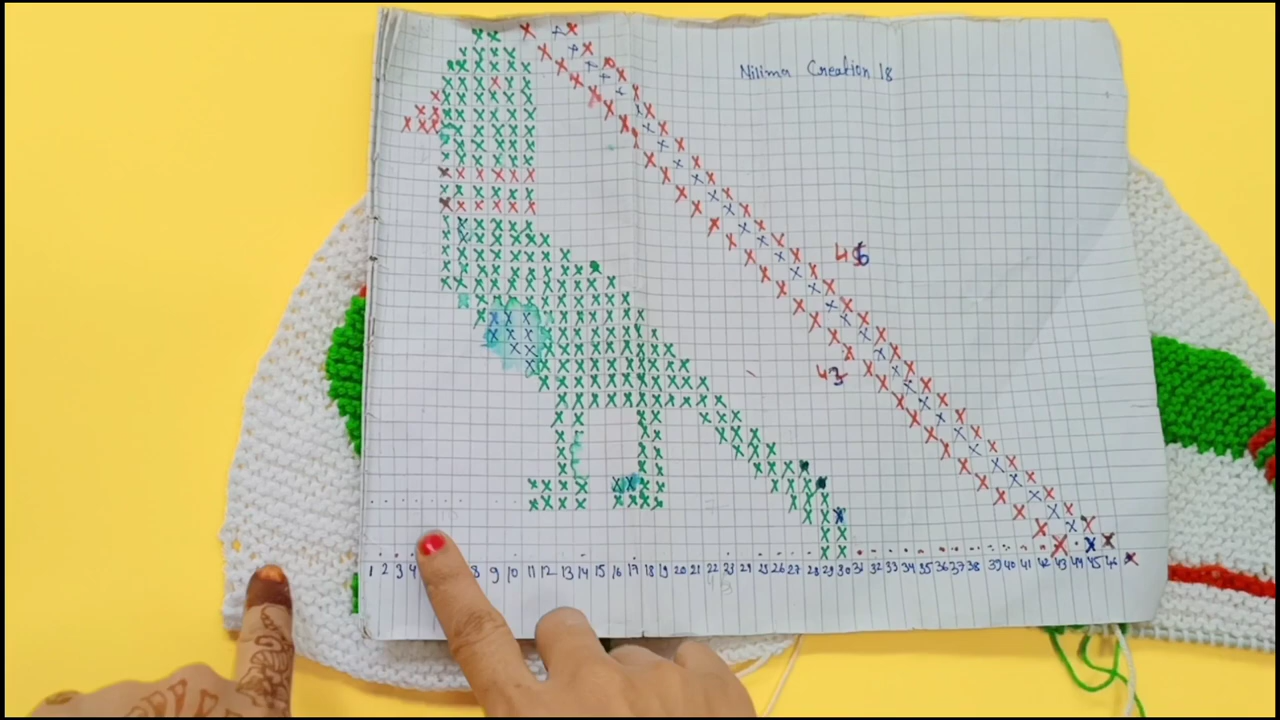 Nilima Creation 18
46
43
1 2 3 4 8 9 10 11 12 13 14 15 16 17 18 19 20 21 22 23 24 25 26 27 28 29 30 31 32 33 34 35 36 37 38 39 40 41 42 43 44 45 46